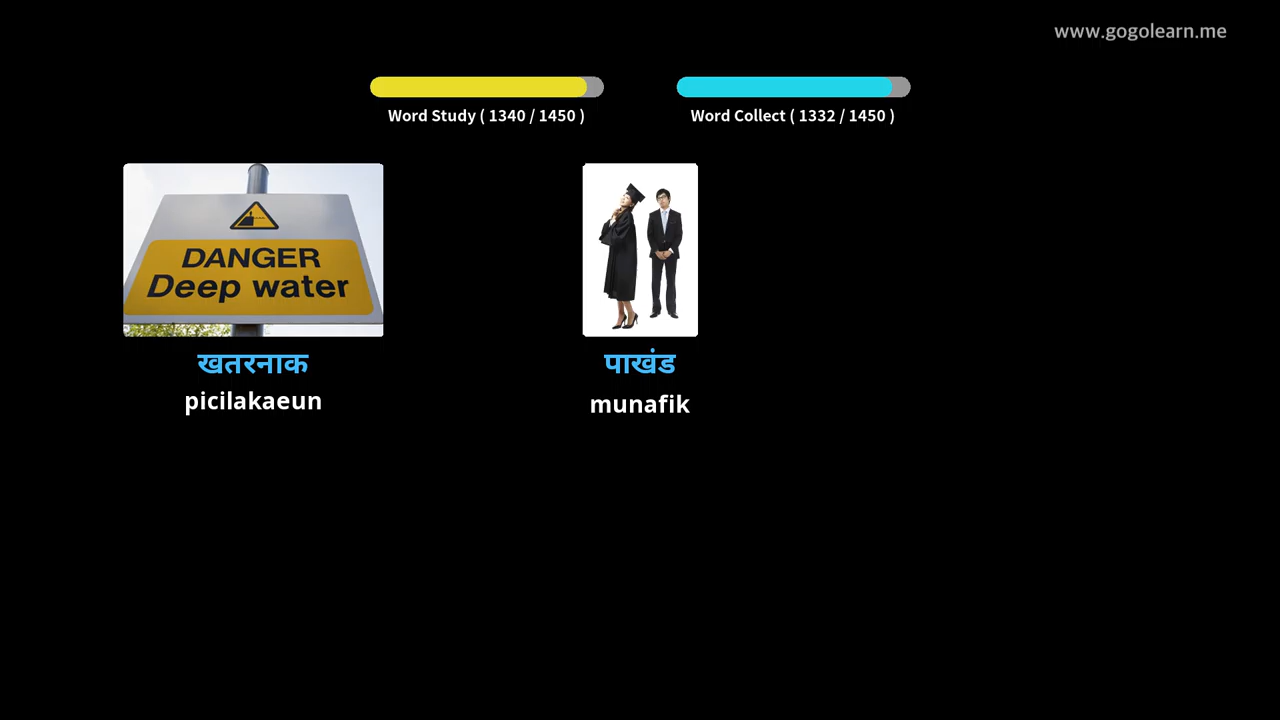 www.gogolearn.me
Word Study ( 1340 / 1450 )
Word Collect ( 1332 / 1450 )
DANGER
Deep water
खतरनाक
picilakaeun
पाखंड
munafik